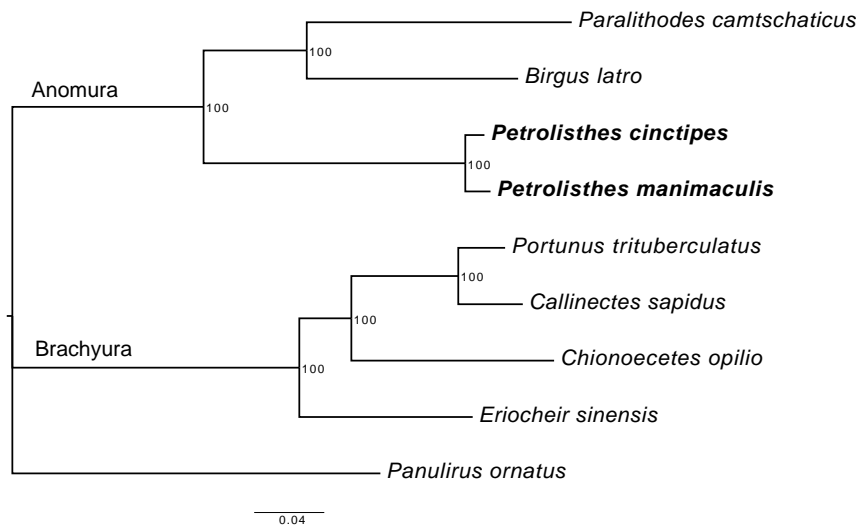 Paralithodes camtschaticus
100
Birgus latro
Anomura
100
Petrolisthes cinctipes
100
Petrolisthes manimaculis
Portunus trituberculatus
100
Callinectes sapidus
100
Brachyura
Chionoecetes opilio
100
Eriocheir sinensis
Panulirus ornatus
0.04